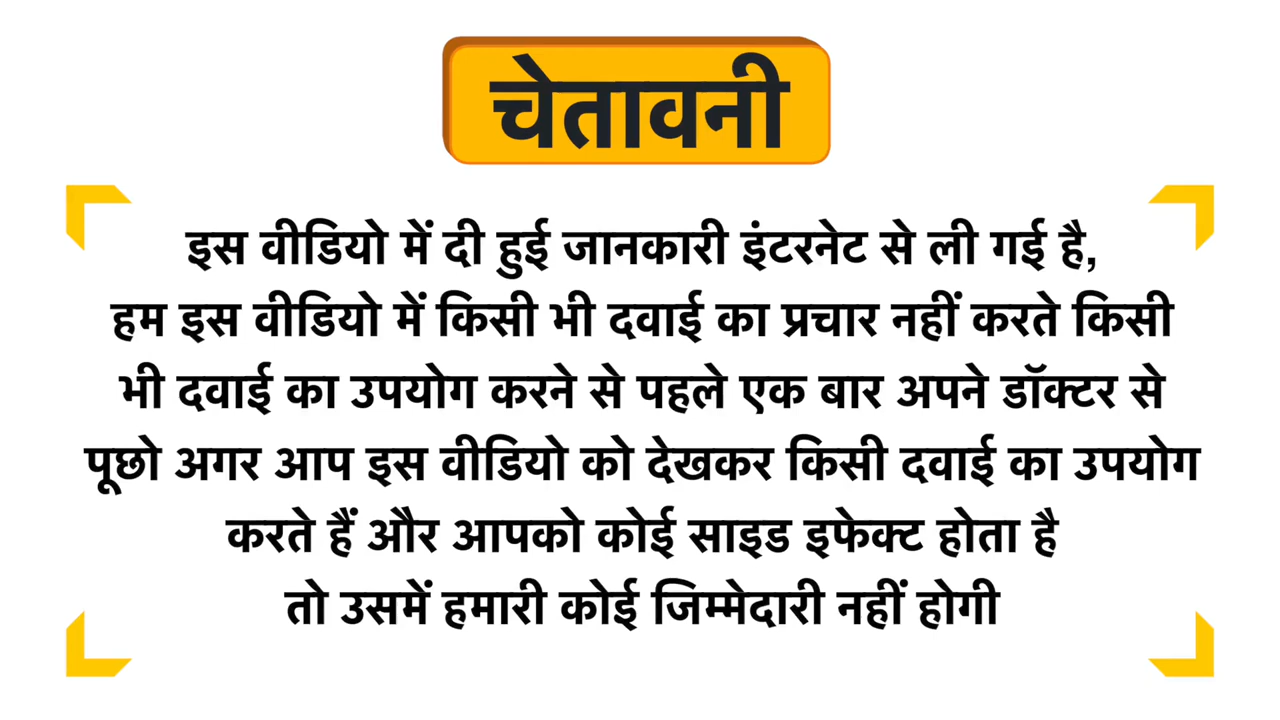 चेतावनी
इस वीडियो में दी हुई जानकारी इंटरनेट से ली गई है,
हम इस वीडियो में किसी भी दवाई का प्रचार नहीं करते किसी
भी दवाई का उपयोग करने से पहले एक बार अपने डॉक्टर से
पूछो अगर आप इस वीडियो को देखकर किसी दवाई का उपयोग
करते हैं और आपको कोई साइड इफेक्ट होता है
तो उसमें हमारी कोई जिम्मेदारी नहीं होगी